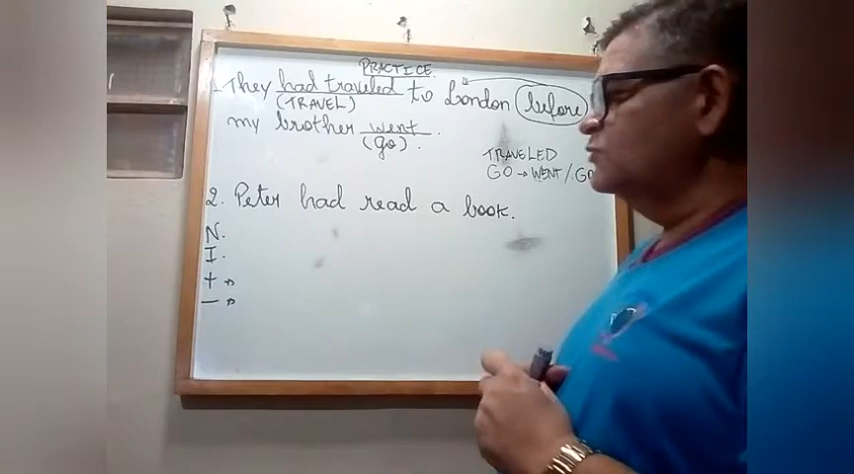 PRACTICE
1. They had traveled to London before
(TRAVEL)
my brother went.
(go).
TRAVELED
GO → WENT / GO
2. Peter had read a book.
N.
I.
+ »
- »